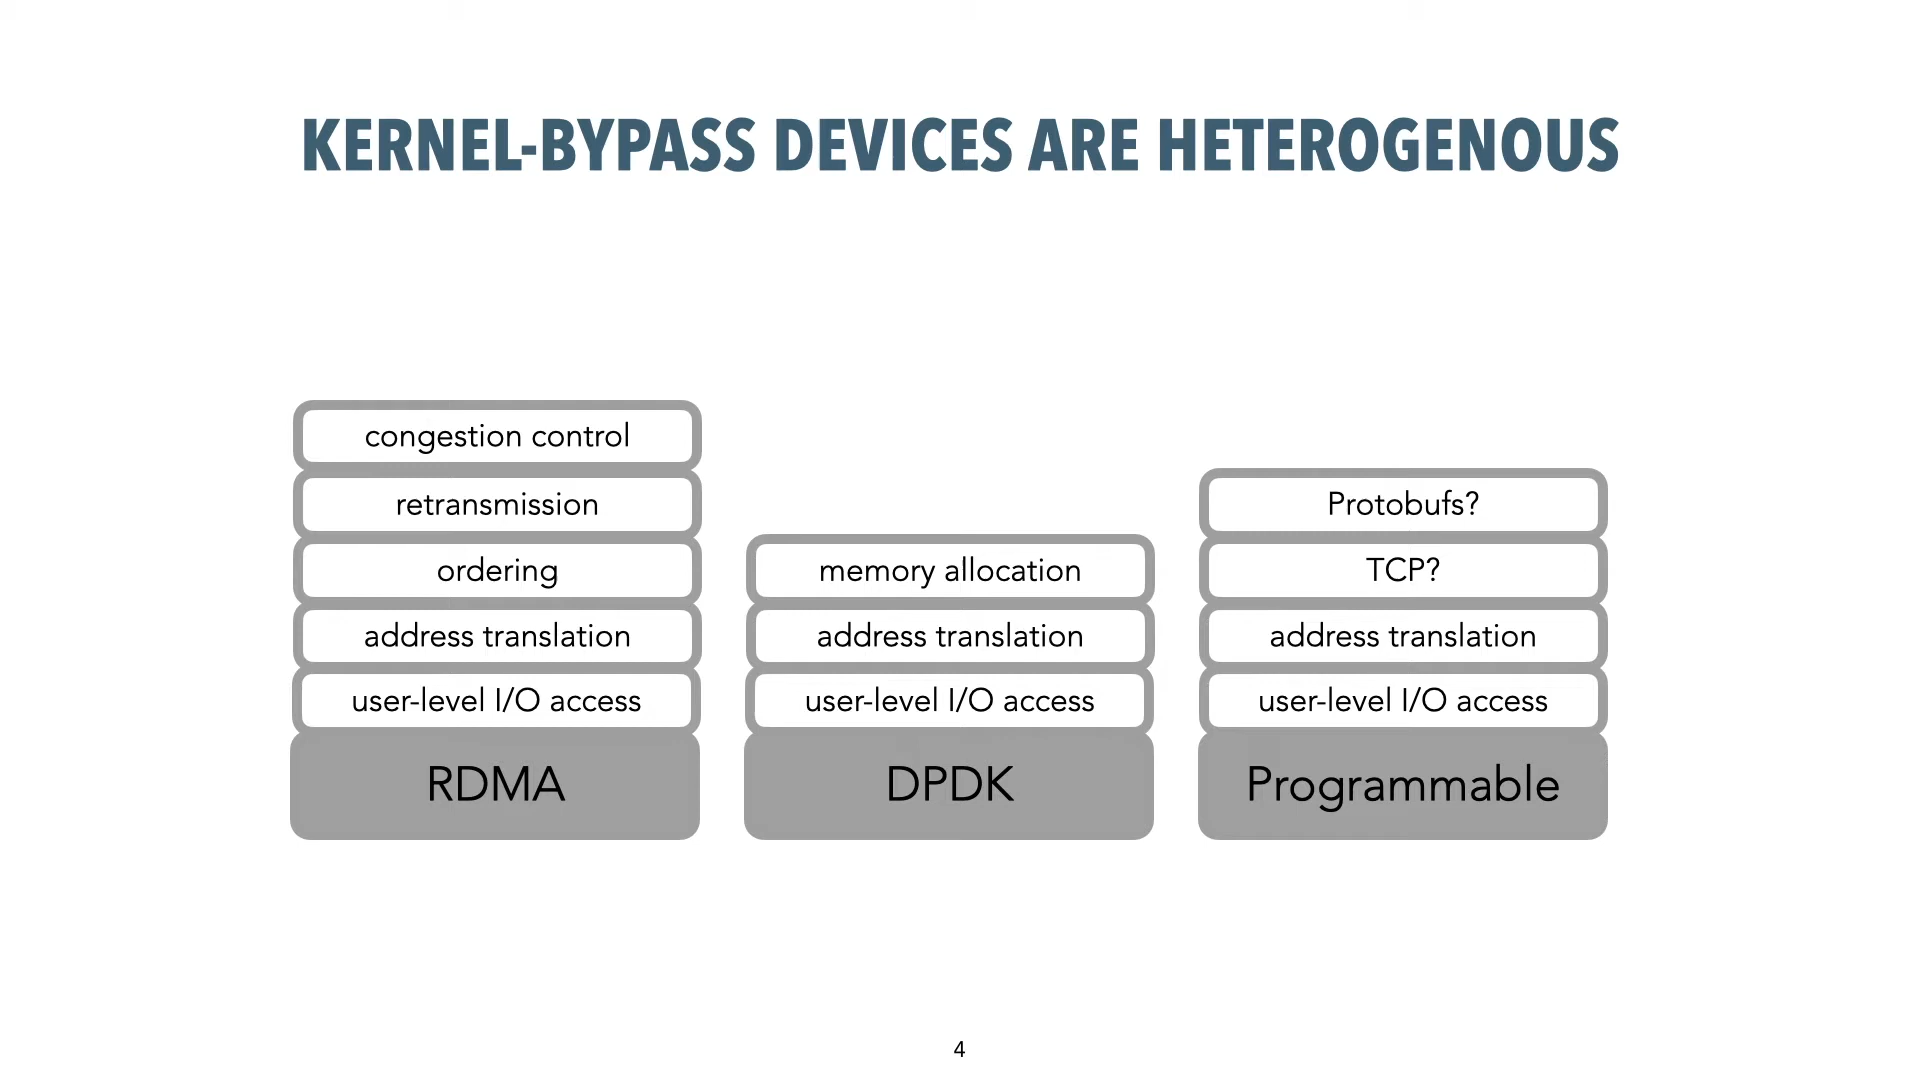 KERNEL-BYPASS DEVICES ARE HETEROGENOUS
congestion control
retransmission
ordering
address translation
user-level I/O access
RDMA
memory allocation
address translation
user-level I/O access
DPDK
Protobufs?
TCP?
address translation
user-level I/O access
Programmable
4